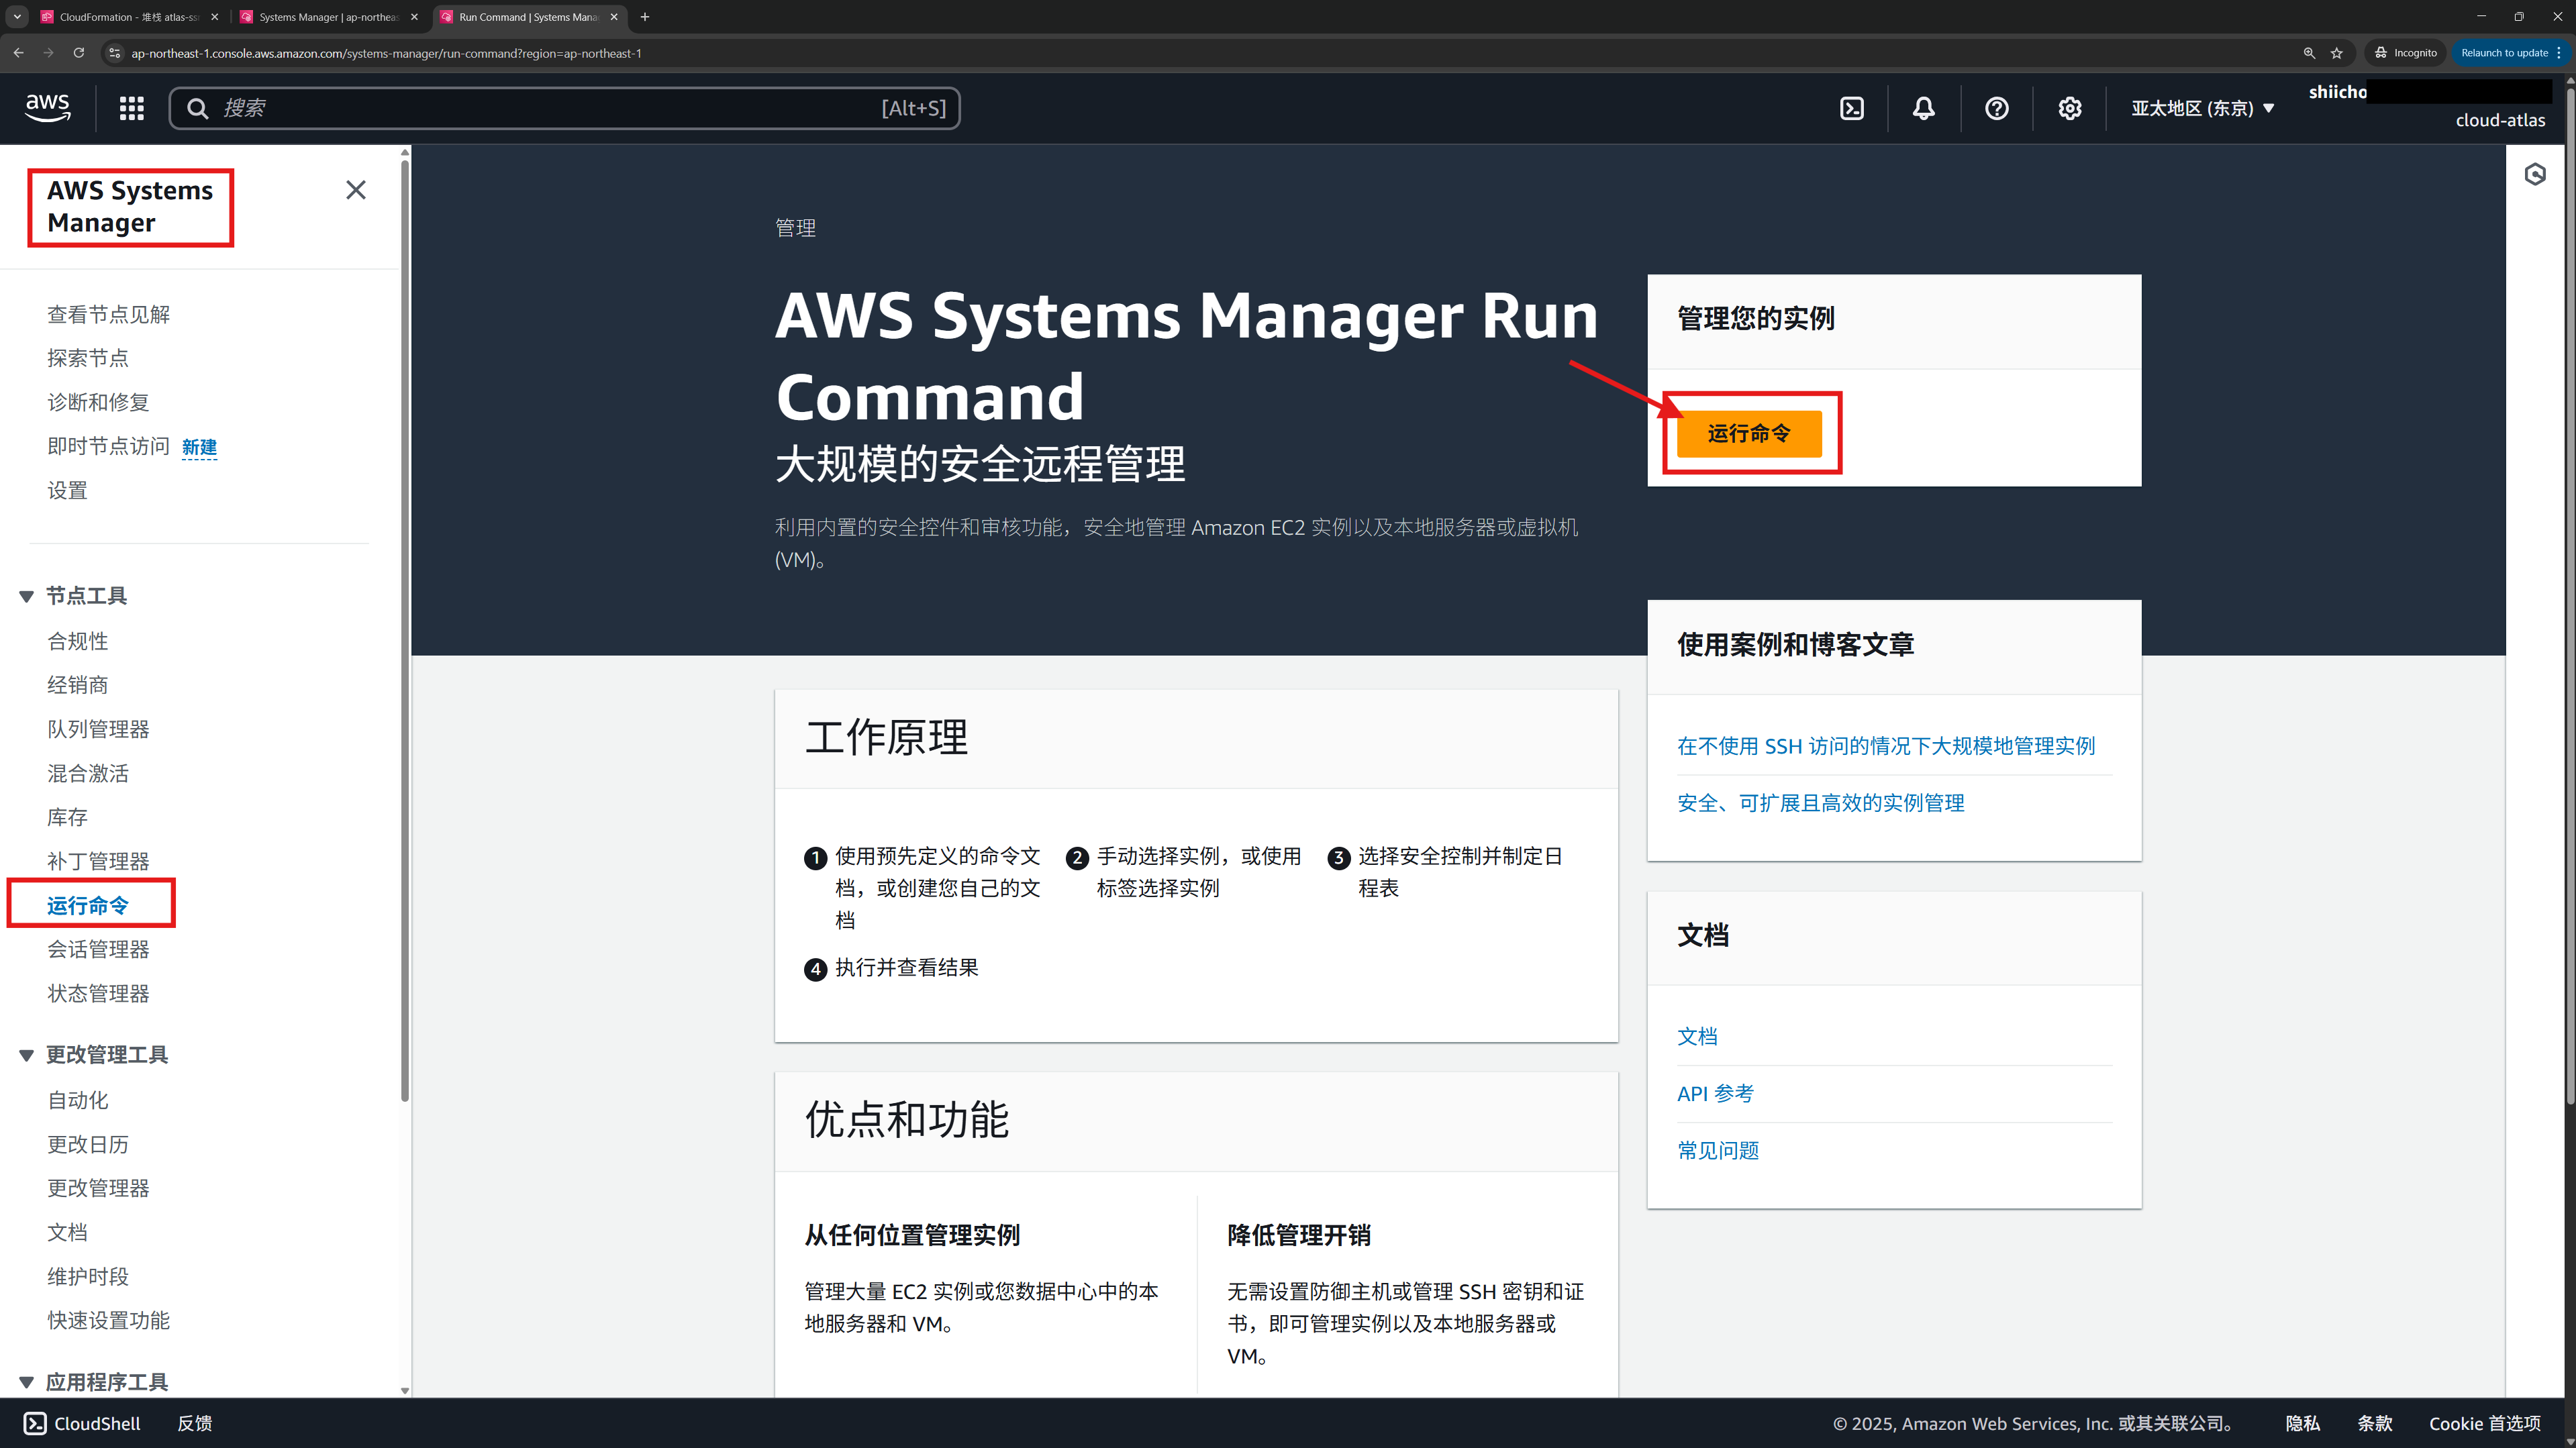 CloudFormation - 堆栈 atlas-ss
Systems Manager | ap-northeas
Run Command | Systems Mana
ap-northeast-1.console.aws.amazon.com/systems-manager/run-command?region=ap-northeast-1
Incognito
Relaunch to update
aws
搜索
[Alt+S]
亚太地区 (东京)
shiicho
cloud-atlas
AWS Systems
Manager
查看节点见解
探索节点
诊断和修复
即时节点访问 新建
设置
节点工具
合规性
经销商
队列管理器
混合激活
库存
补丁管理器
运行命令
会话管理器
状态管理器
更改管理工具
自动化
更改日历
更改管理器
文档
维护时段
快速设置功能
应用程序工具
管理
AWS Systems Manager Run
Command
大规模的安全远程管理
利用内置的安全控件和审核功能，安全地管理 Amazon EC2 实例以及本地服务器或虚拟机
(VM)。
管理您的实例
运行命令
工作原理
1 使用预先定义的命令文
档，或创建您自己的文
档
2 手动选择实例，或使用
标签选择实例
3 选择安全控制并制定日
程表
4 执行并查看结果
优点和功能
从任何位置管理实例
管理大量 EC2 实例或您数据中心中的本
地服务器和 VM。
降低管理开销
无需设置防御主机或管理 SSH 密钥和证
书，即可管理实例以及本地服务器或
VM。
使用案例和博客文章
在不使用 SSH 访问的情况下大规模地管理实例
安全、可扩展且高效的实例管理
文档
文档
API 参考
常见问题
CloudShell
反馈
© 2025, Amazon Web Services, Inc. 或其关联公司。
隐私
条款
Cookie 首选项